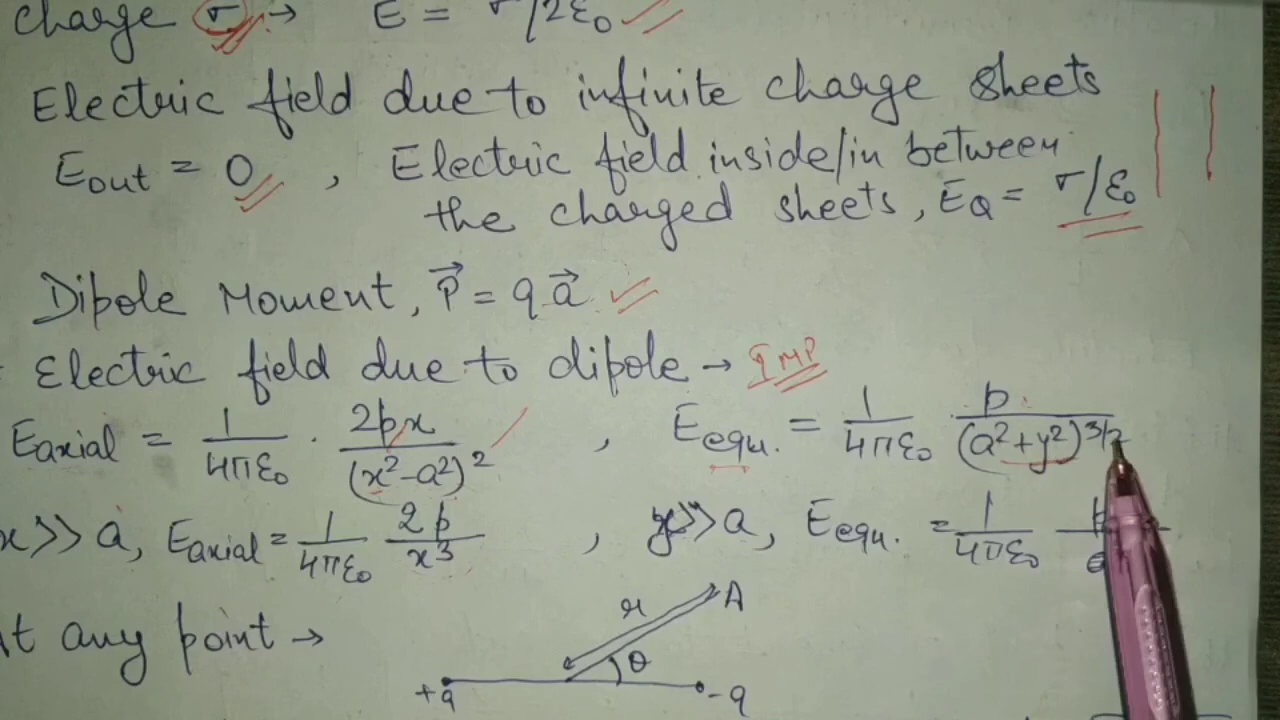 charge σ → E = σ/2ε₀
Electric field due to infinite charge sheets
Eout = 0 , Electric field inside/in between
the charged sheets, EQ = σ/ε₀
Dipole Moment, P⃗ = qa⃗
Electric field due to dipole → IMP
Eaxial = 1/4πε₀ · 2px/(x²-a²)² , Eequ. = 1/4πε₀ · p/(a²+y²)^3/2
x>>a, Eaxial = 1/4πε₀ 2p/x³ , y>>a, Eequ. = 1/4πε₀
at any point →
r A
θ
+q -q